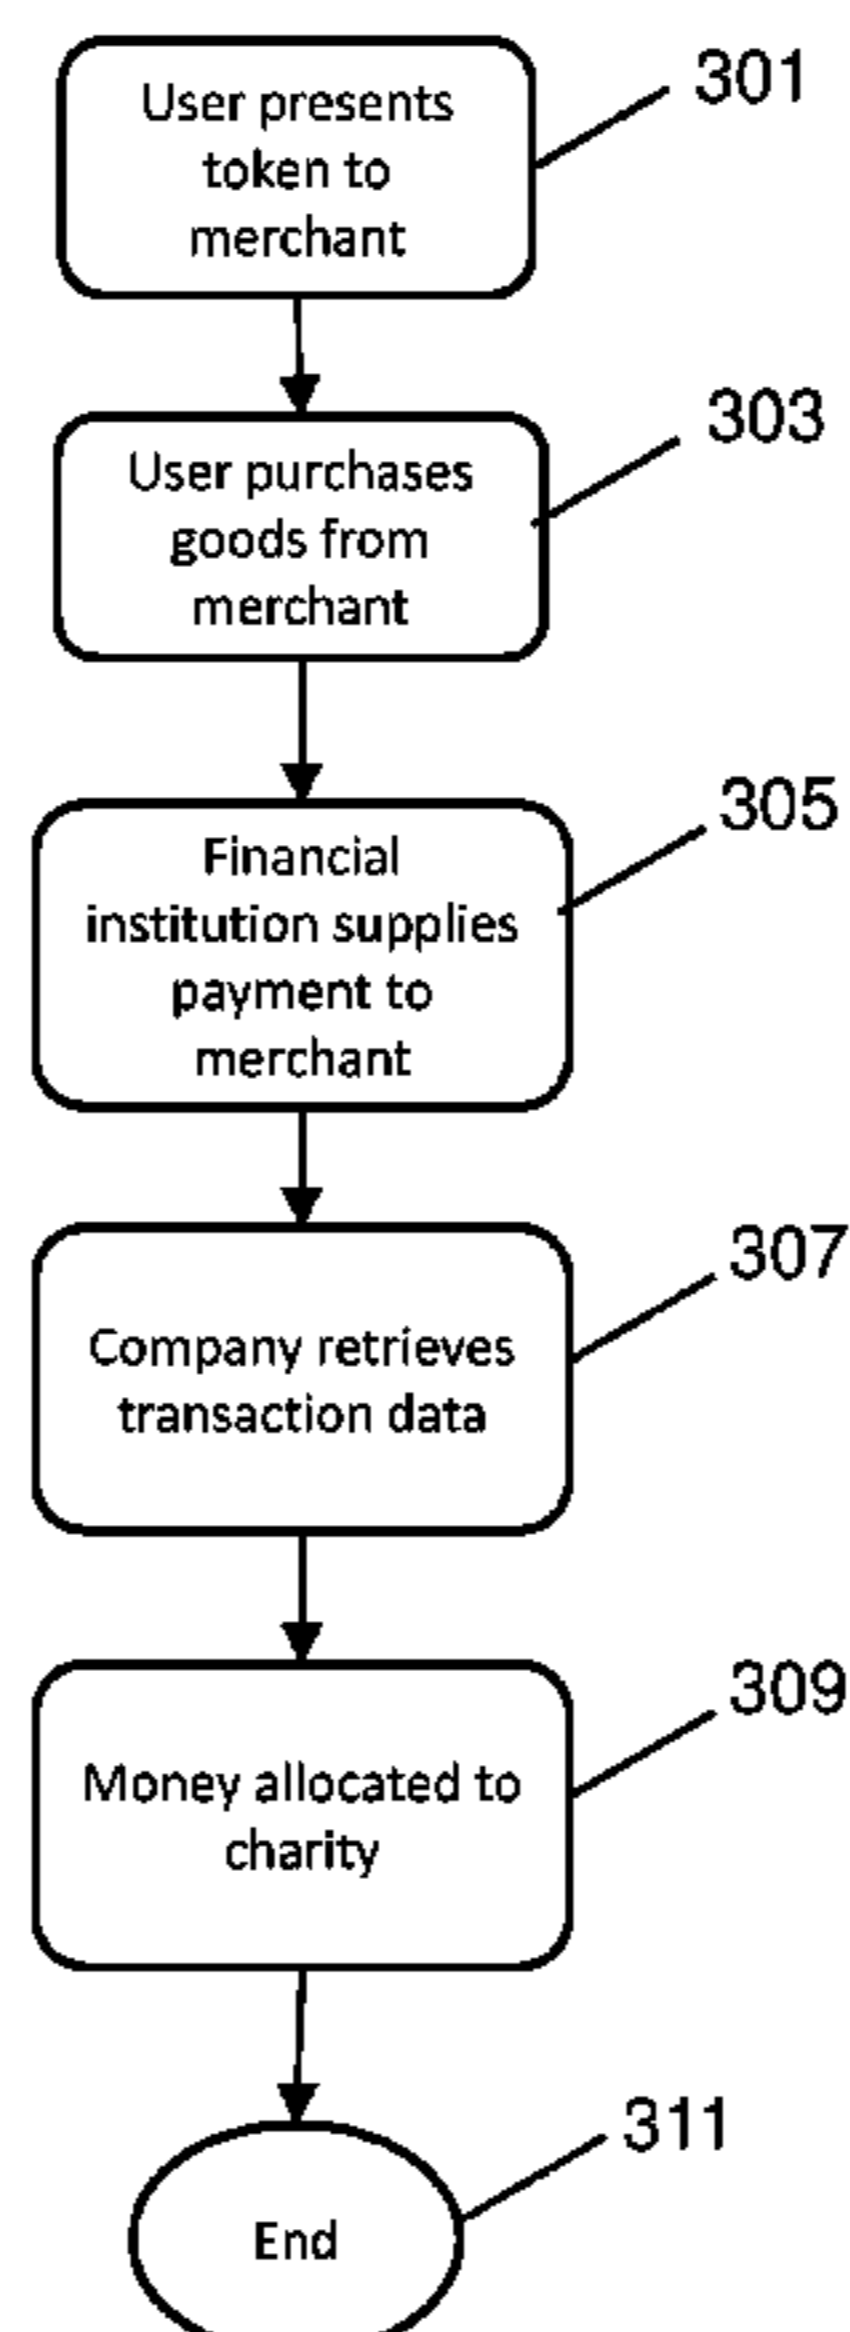 User presents
token to
merchant
301
User purchases
goods from
merchant
303
Financial
institution supplies
payment to
merchant
305
Company retrieves
transaction data
307
Money allocated to
charity
309
End
311